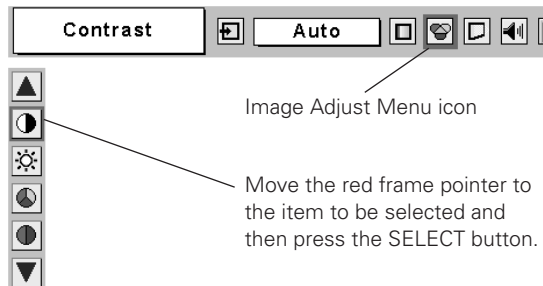 Contrast
Auto
Image Adjust Menu icon
Move the red frame pointer to
the item to be selected and
then press the SELECT button.